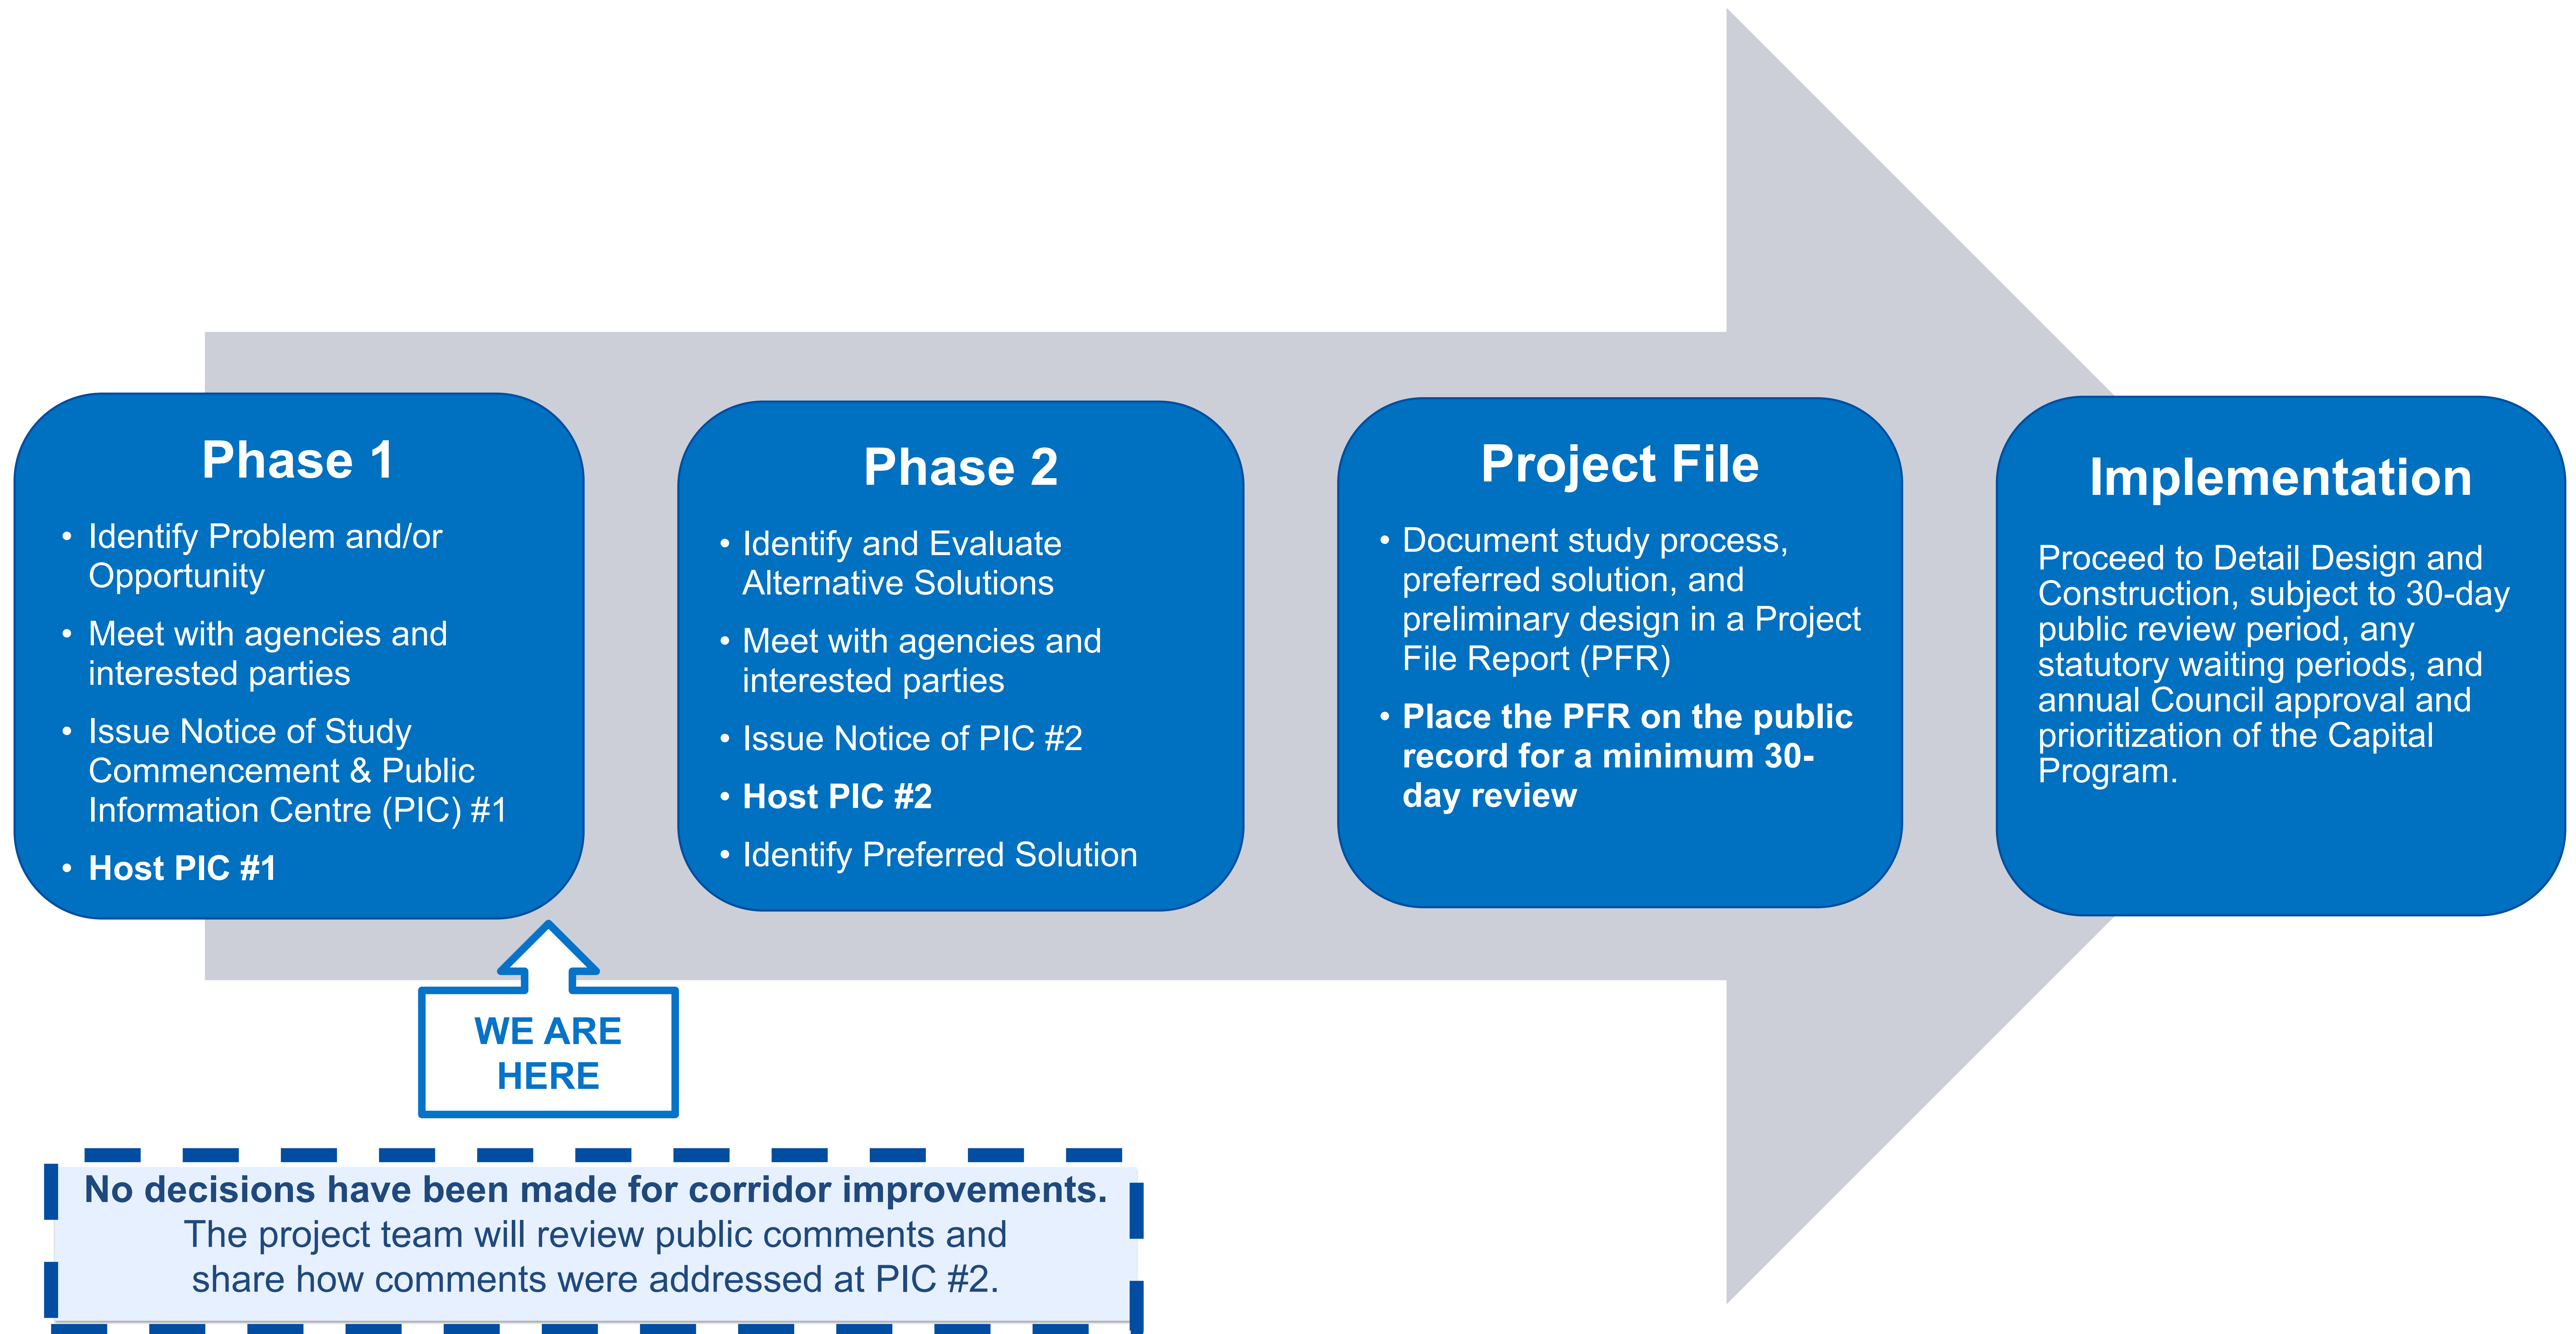 Phase 1
• Identify Problem and/or
Opportunity
• Meet with agencies and
interested parties
• Issue Notice of Study
Commencement & Public
Information Centre (PIC) #1
• Host PIC #1
Phase 2
• Identify and Evaluate
Alternative Solutions
• Meet with agencies and
interested parties
• Issue Notice of PIC #2
• Host PIC #2
• Identify Preferred Solution
Project File
• Document study process,
preferred solution, and
preliminary design in a Project
File Report (PFR)
• Place the PFR on the public
record for a minimum 30-
day review
Implementation
Proceed to Detail Design and
Construction, subject to 30-day
public review period, any
statutory waiting periods, and
annual Council approval and
prioritization of the Capital
Program.
WE ARE
HERE
No decisions have been made for corridor improvements.
The project team will review public comments and
share how comments were addressed at PIC #2.